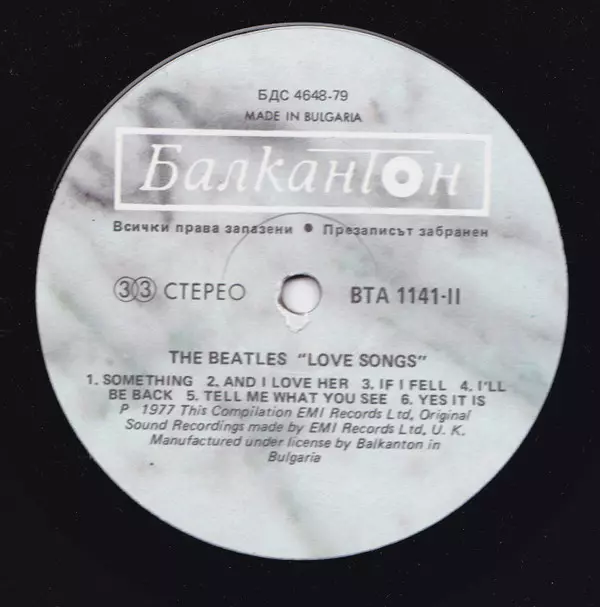 БДС 4648-79
MADE IN BULGARIA
Балкантон
Всички права запазени ● Презаписът забранен
33 СТЕРЕО ВТА 1141-II
THE BEATLES "LOVE SONGS"
1. SOMETHING 2. AND I LOVE HER 3. IF I FELL 4. I'LL
BE BACK 5. TELL ME WHAT YOU SEE 6. YES IT IS
P 1977 This Compilation EMI Records Ltd, Original
Sound Recordings made by EMI Records Ltd, U. K.
Manufactured under license by Balkanton in
Bulgaria